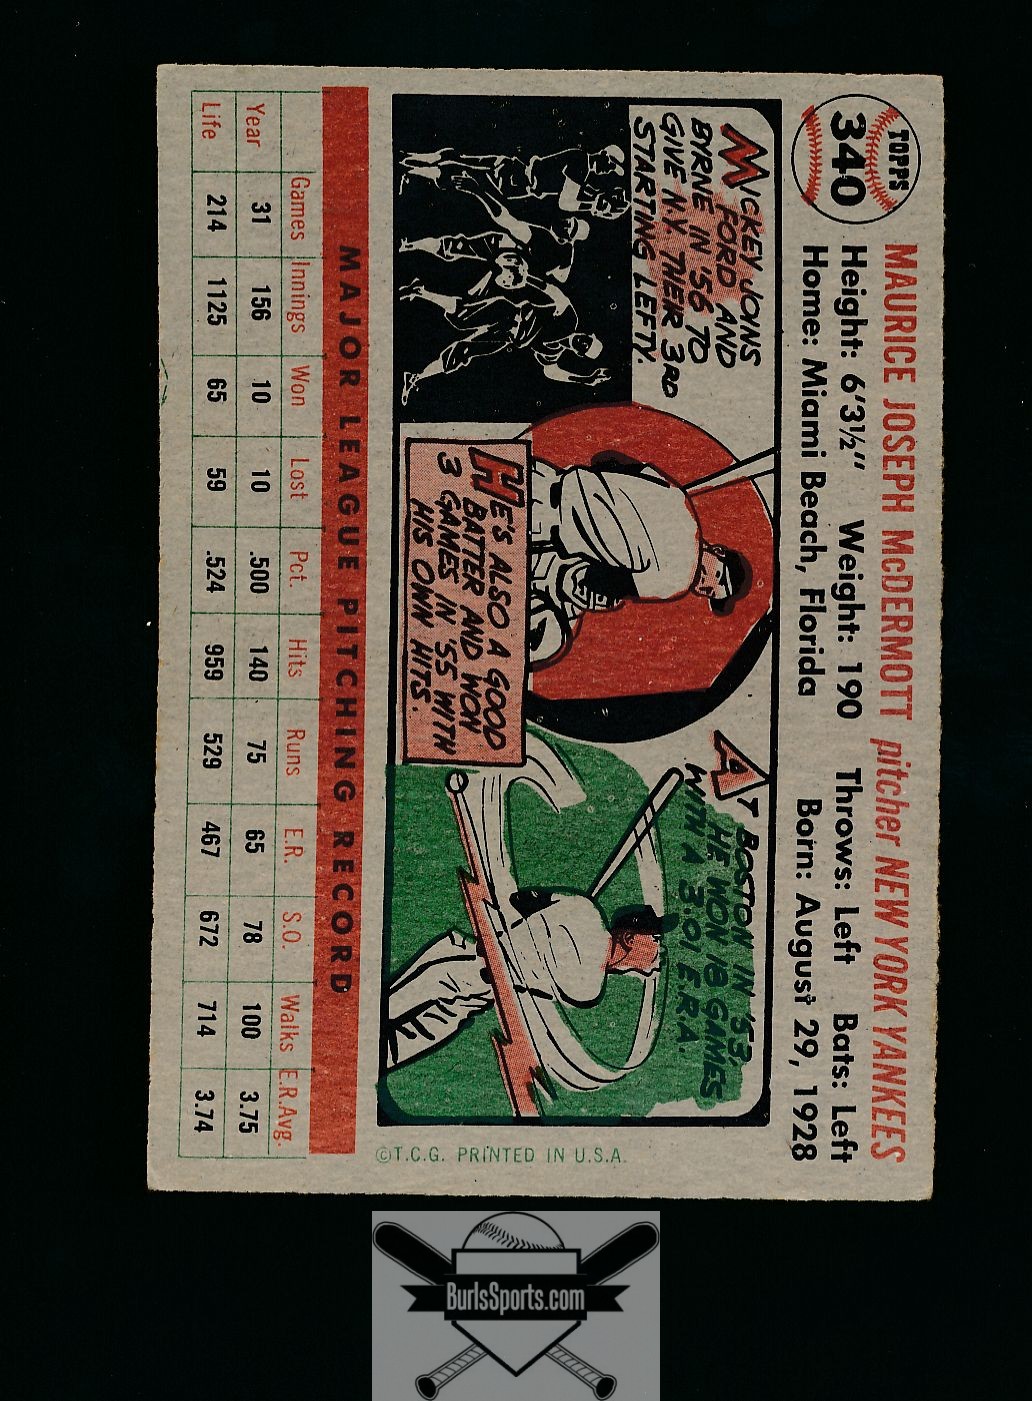 TOPPS
340
MAURICE JOSEPH McDERMOTT pitcher NEW YORK YANKEES
Height: 6'3½" Weight: 190 Throws: Left Bats: Left
Home: Miami Beach, Florida Born: August 29, 1928
MICKEY JOINS
FORD AND
BYRNE IN '56 TO
GIVE N.Y. THEIR 3RD
STARTING LEFTY.
HE'S ALSO A GOOD
BATTER AND WON
3 GAMES IN '55 WITH
HIS OWN HITS.
AT BOSTON IN '53,
HE WON 18 GAMES
WITH A 3.01 E.R.A.
©T.C.G. PRINTED IN U.S.A.
MAJOR LEAGUE PITCHING RECORD
Games Innings Won Lost Pct. Hits Runs E.R. S.O. Walks E.R.Avg.
Year 31 156 10 10 .500 140 75 65 78 100 3.75
Life 214 1125 65 59 .524 959 529 467 672 714 3.74
BurlsSports.com